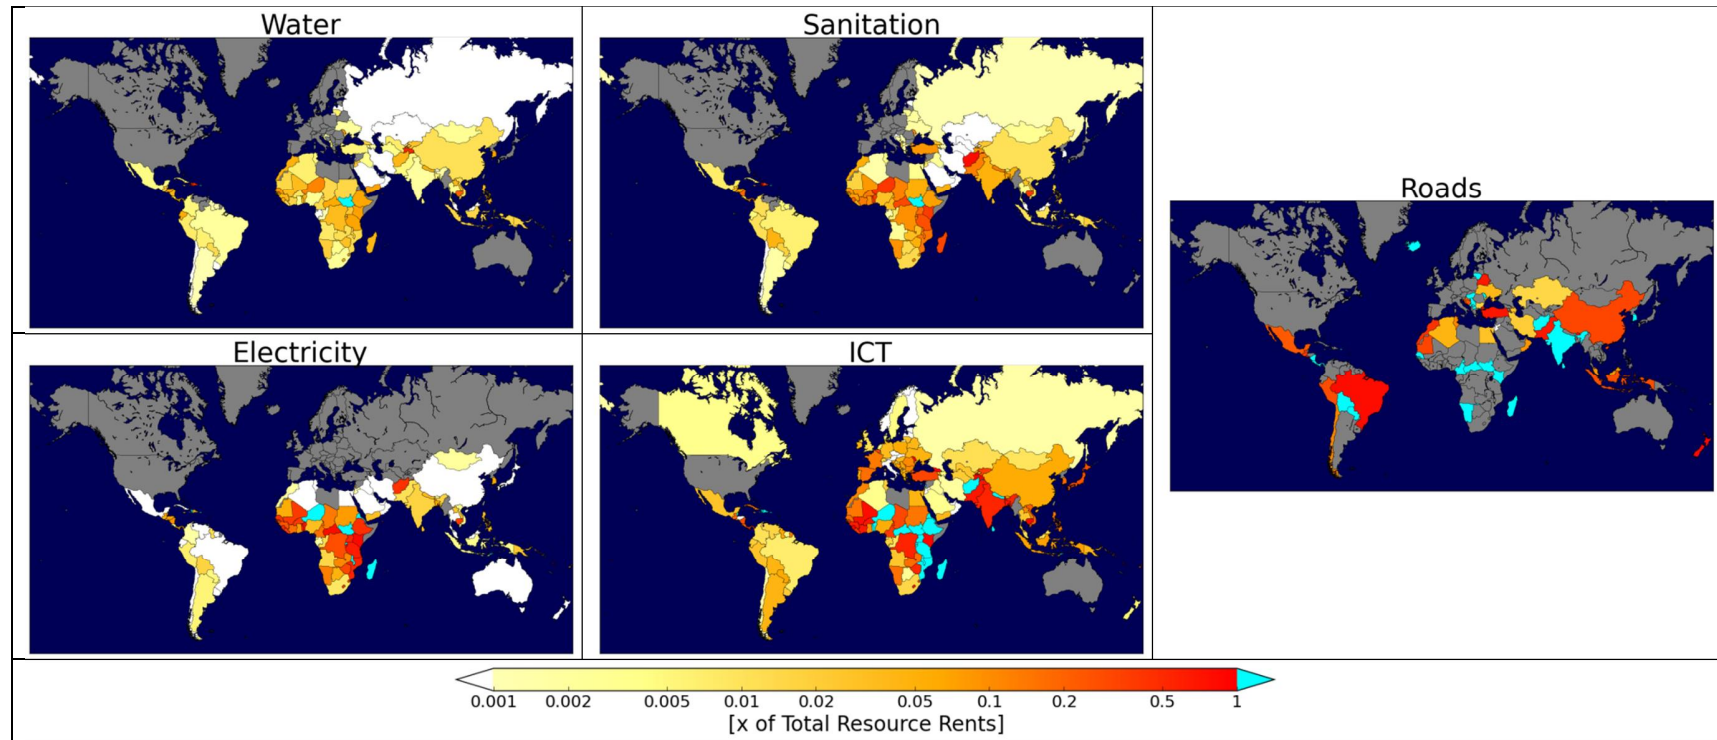 Water
Sanitation
Roads
Electricity
ICT
0.001 0.002 0.005 0.01 0.02 0.05 0.1 0.2 0.5 1
[x of Total Resource Rents]